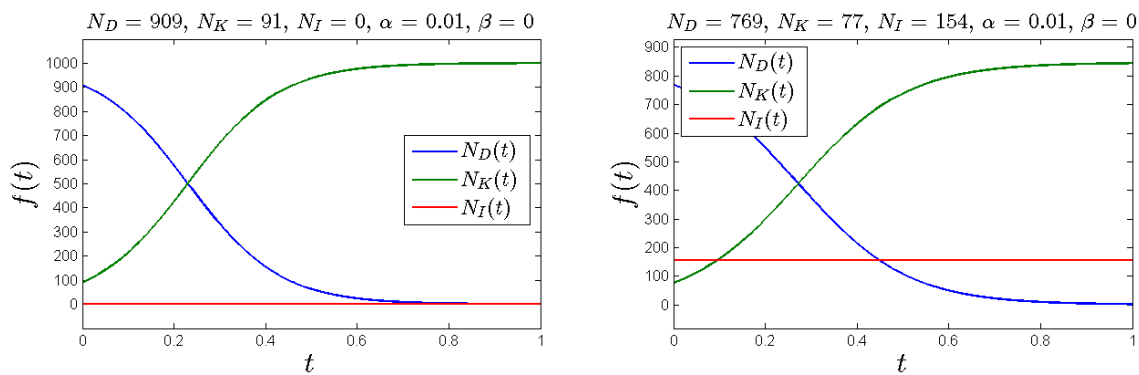 N_D = 909, N_K = 91, N_I = 0, α = 0.01, β = 0
1000
900
800
700
600
500
400
300
200
100
0
f(t)
N_D(t)
N_K(t)
N_I(t)
0 0.2 0.4 0.6 0.8 1
t
N_D = 769, N_K = 77, N_I = 154, α = 0.01, β = 0
900
800
700
600
500
400
300
200
100
0
f(t)
N_D(t)
N_K(t)
N_I(t)
0 0.2 0.4 0.6 0.8 1
t